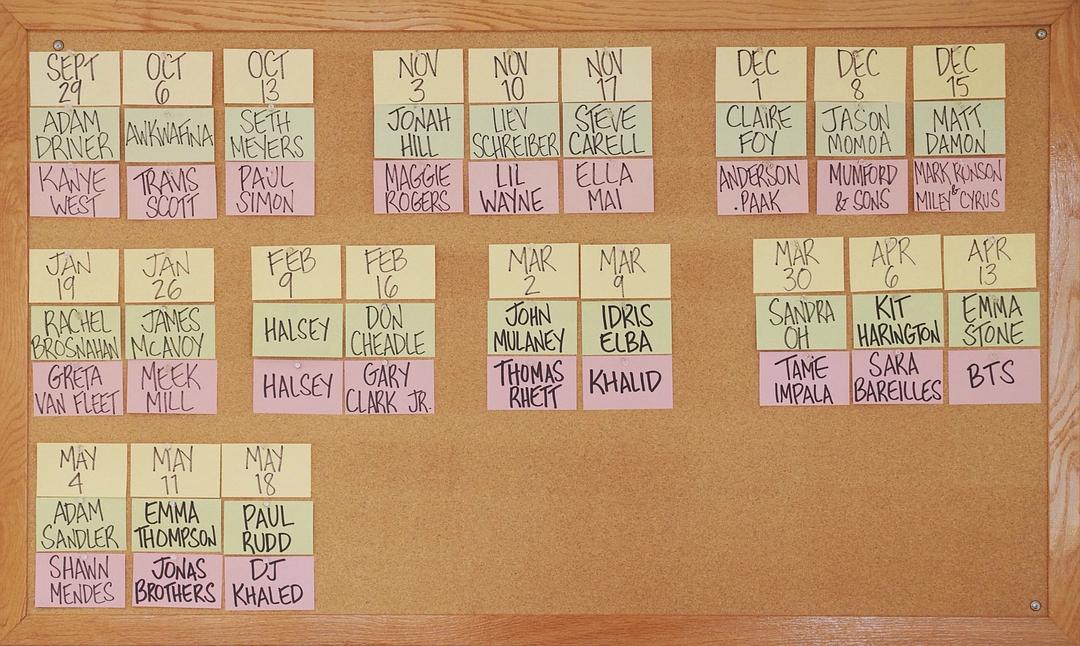 SEPT
29
ADAM
DRIVER
KANYE
WEST
OCT
6
AWKWAFINA
TRAVIS
SCOTT
OCT
13
SETH
MEYERS
PAUL
SIMON
NOV
3
JONAH
HILL
MAGGIE
ROGERS
NOV
10
LIEV
SCHREIBER
LIL
WAYNE
NOV
17
STEVE
CARELL
ELLA
MAI
DEC
1
CLAIRE
FOY
ANDERSON
.PAAK
DEC
8
JASON
MOMOA
MUMFORD
& SONS
DEC
15
MATT
DAMON
MARK RONSON
&
MILEY CYRUS
JAN
19
RACHEL
BROSNAHAN
GRETA
VAN FLEET
JAN
26
JAMES
MCAVOY
MEEK
MILL
FEB
9
HALSEY
HALSEY
FEB
16
DON
CHEADLE
GARY
CLARK JR.
MAR
2
JOHN
MULANEY
THOMAS
RHETT
MAR
9
IDRIS
ELBA
KHALID
MAR
30
SANDRA
OH
TAME
IMPALA
APR
6
KIT
HARINGTON
SARA
BAREILLES
APR
13
EMMA
STONE
BTS
MAY
4
ADAM
SANDLER
SHAWN
MENDES
MAY
11
EMMA
THOMPSON
JONAS
BROTHERS
MAY
18
PAUL
RUDD
DJ
KHALED